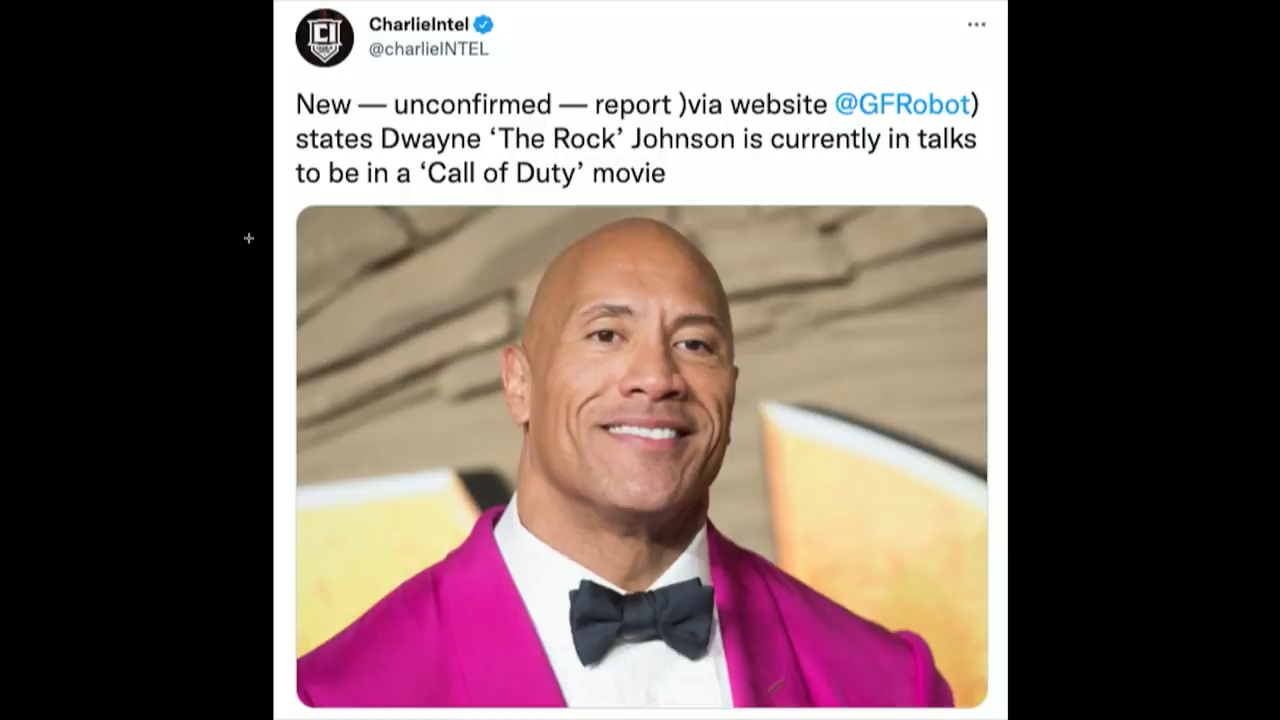 CharlieIntel
@charlieINTEL
New — unconfirmed — report )via website @GFRobot)
states Dwayne ‘The Rock’ Johnson is currently in talks
to be in a ‘Call of Duty’ movie
CI